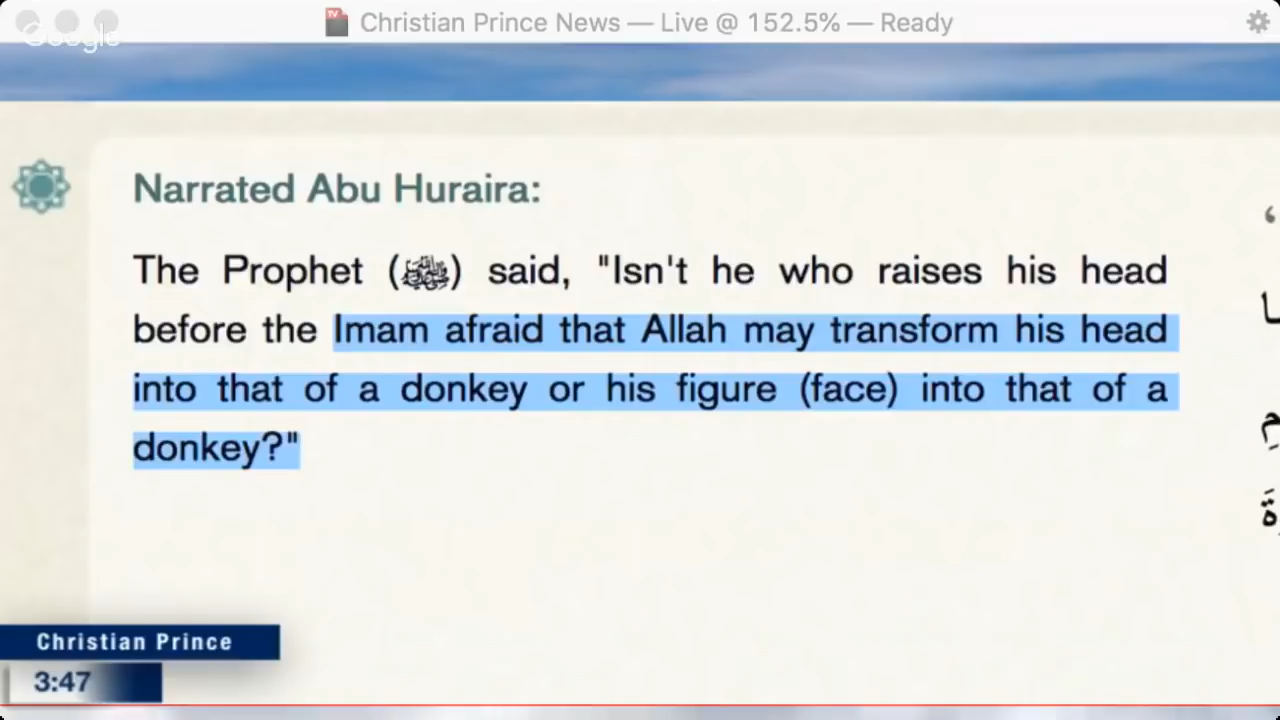 Christian Prince News — Live @ 152.5% — Ready
Google
Narrated Abu Huraira:
The Prophet (ﷺ) said, "Isn't he who raises his head
before the Imam afraid that Allah may transform his head
into that of a donkey or his figure (face) into that of a
donkey?"
Christian Prince
3:47